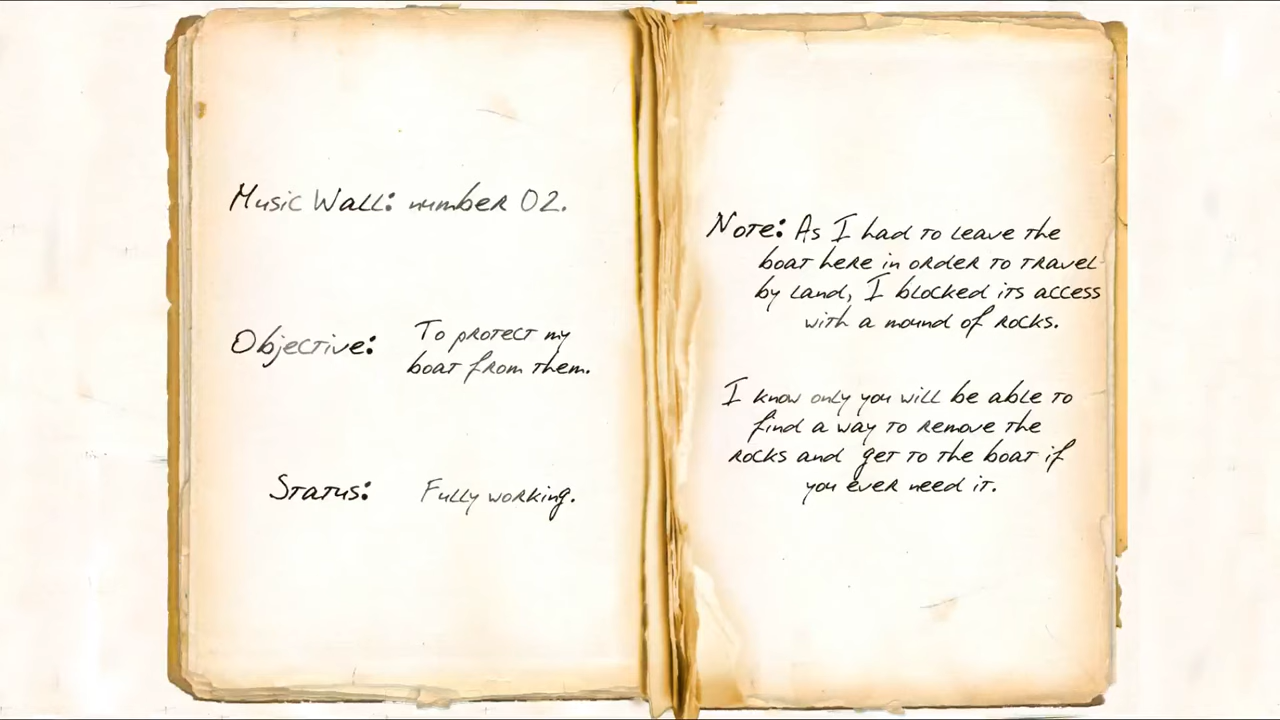 Music Wall: number 02.
Objective: To protect my
boat from them.
Status: Fully working.
Note: As I had to leave the
boat here in order to travel
by land, I blocked its access
with a mound of rocks.
I know only you will be able to
find a way to remove the
rocks and get to the boat if
you ever need it.